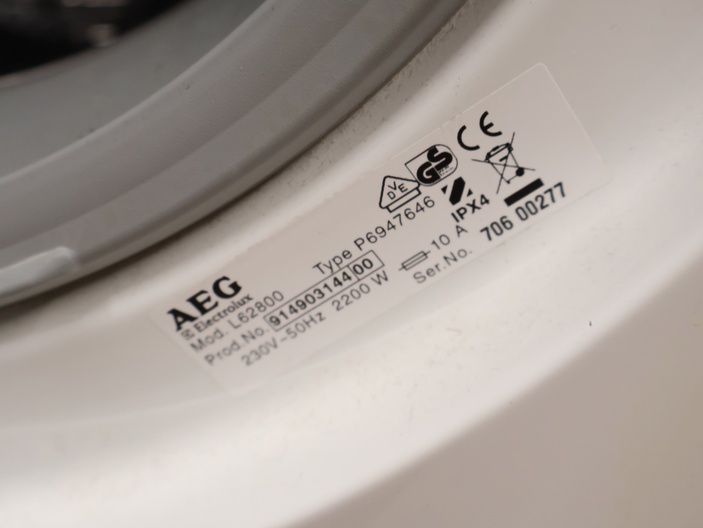 AEG
Electrolux
Mod. L62800 Type P6947646
Prod.No. 914903144 00
230V~50Hz 2200 W 10 A IPX4
Ser.No. 706 00277
VDE
GS
CE